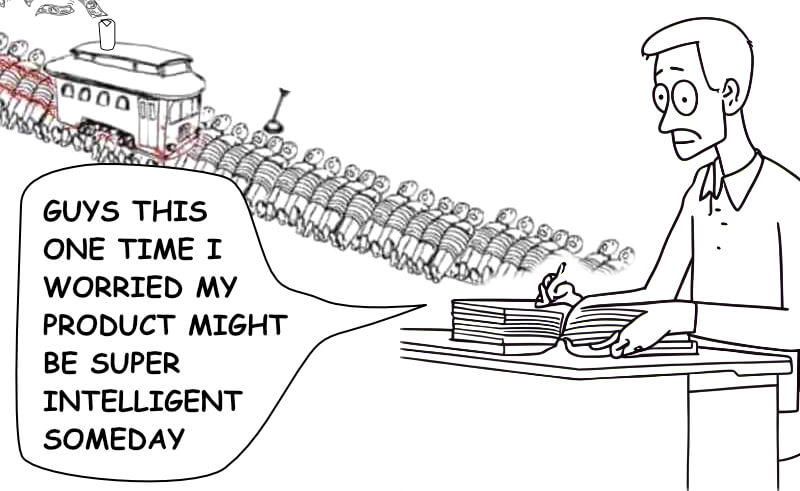 GUYS THIS
ONE TIME I
WORRIED MY
PRODUCT MIGHT
BE SUPER
INTELLIGENT
SOMEDAY